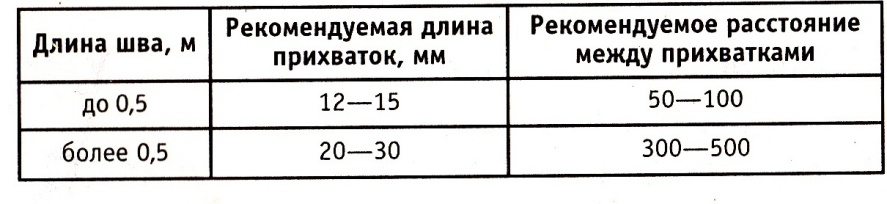 Длина шва, м
Рекомендуемая длина
прихваток, мм
Рекомендуемое расстояние
между прихватками
до 0,5
12—15
50—100
более 0,5
20—30
300—500